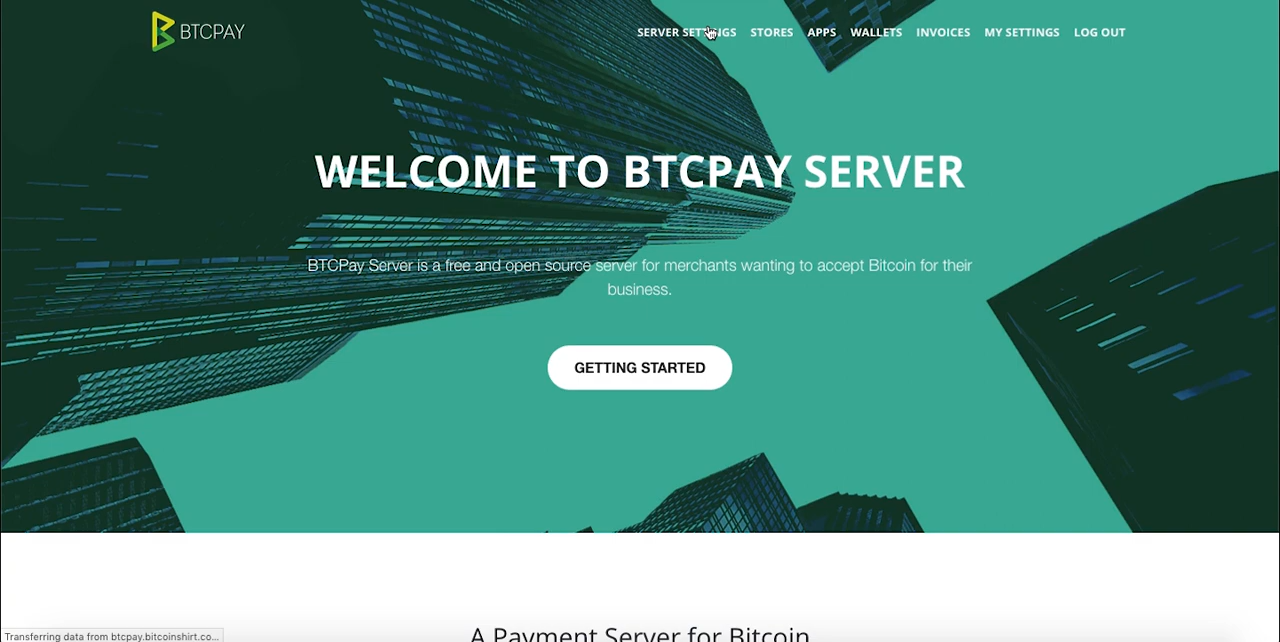 BTCPAY
SERVER SETTINGS STORES APPS WALLETS INVOICES MY SETTINGS LOG OUT
WELCOME TO BTCPAY SERVER
BTCPay Server is a free and open source server for merchants wanting to accept Bitcoin for their
business.
GETTING STARTED
A Payment Server for Bitcoin
Transferring data from btcpay.bitcoinshirt.co...